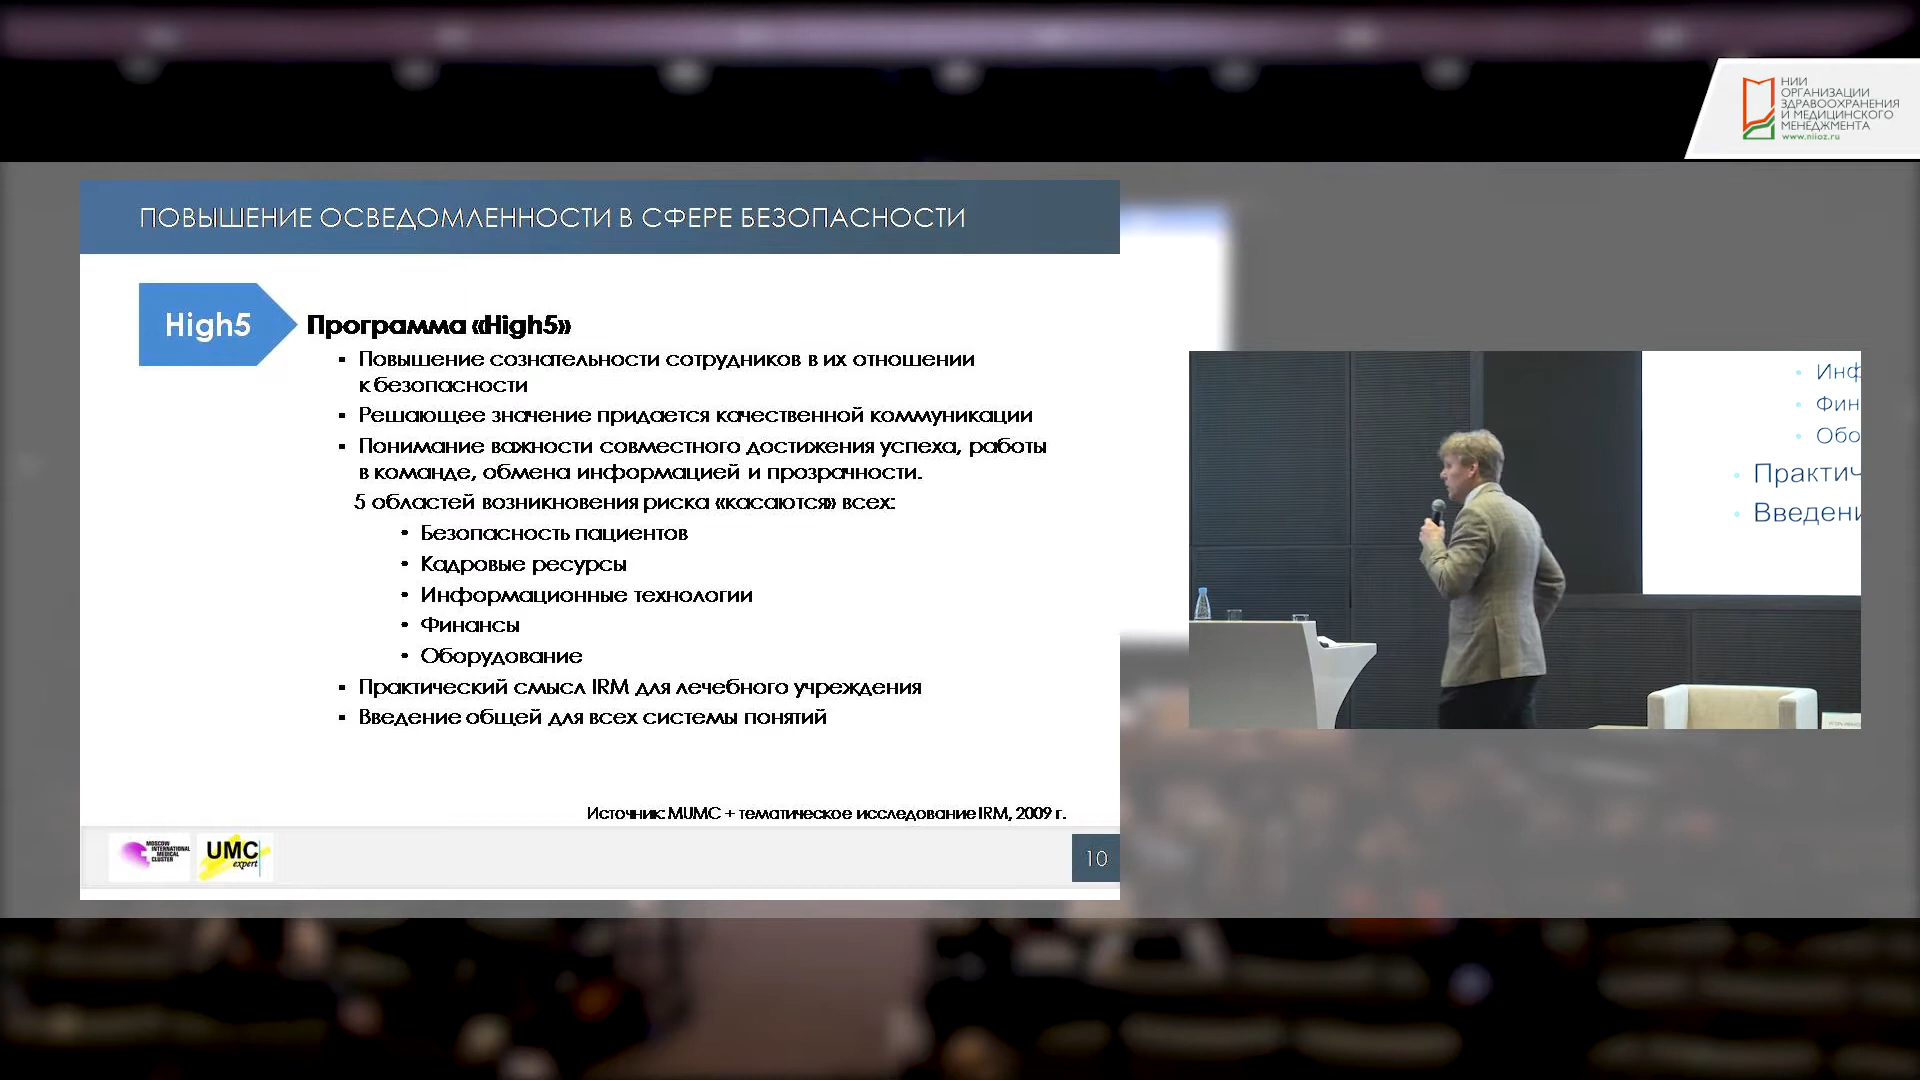 НИИ
ОРГАНИЗАЦИИ
ЗДРАВООХРАНЕНИЯ
И МЕДИЦИНСКОГО
МЕНЕДЖМЕНТА
www.niioz.ru
ПОВЫШЕНИЕ ОСВЕДОМЛЕННОСТИ В СФЕРЕ БЕЗОПАСНОСТИ
High5
Программа «High5»
▪ Повышение сознательности сотрудников в их отношении
к безопасности
▪ Решающее значение придается качественной коммуникации
▪ Понимание важности совместного достижения успеха, работы
в команде, обмена информацией и прозрачности.
5 областей возникновения риска «касаются» всех:
• Безопасность пациентов
• Кадровые ресурсы
• Информационные технологии
• Финансы
• Оборудование
▪ Практический смысл IRM для лечебного учреждения
▪ Введение общей для всех системы понятий
Источник: MUMC + тематическое исследование IRM, 2009 г.
MOSCOW
INTERNATIONAL
MEDICAL
CLUSTER
UMC
expert
10
• Инф
• Фин
• Обо
• Практич
• Введени